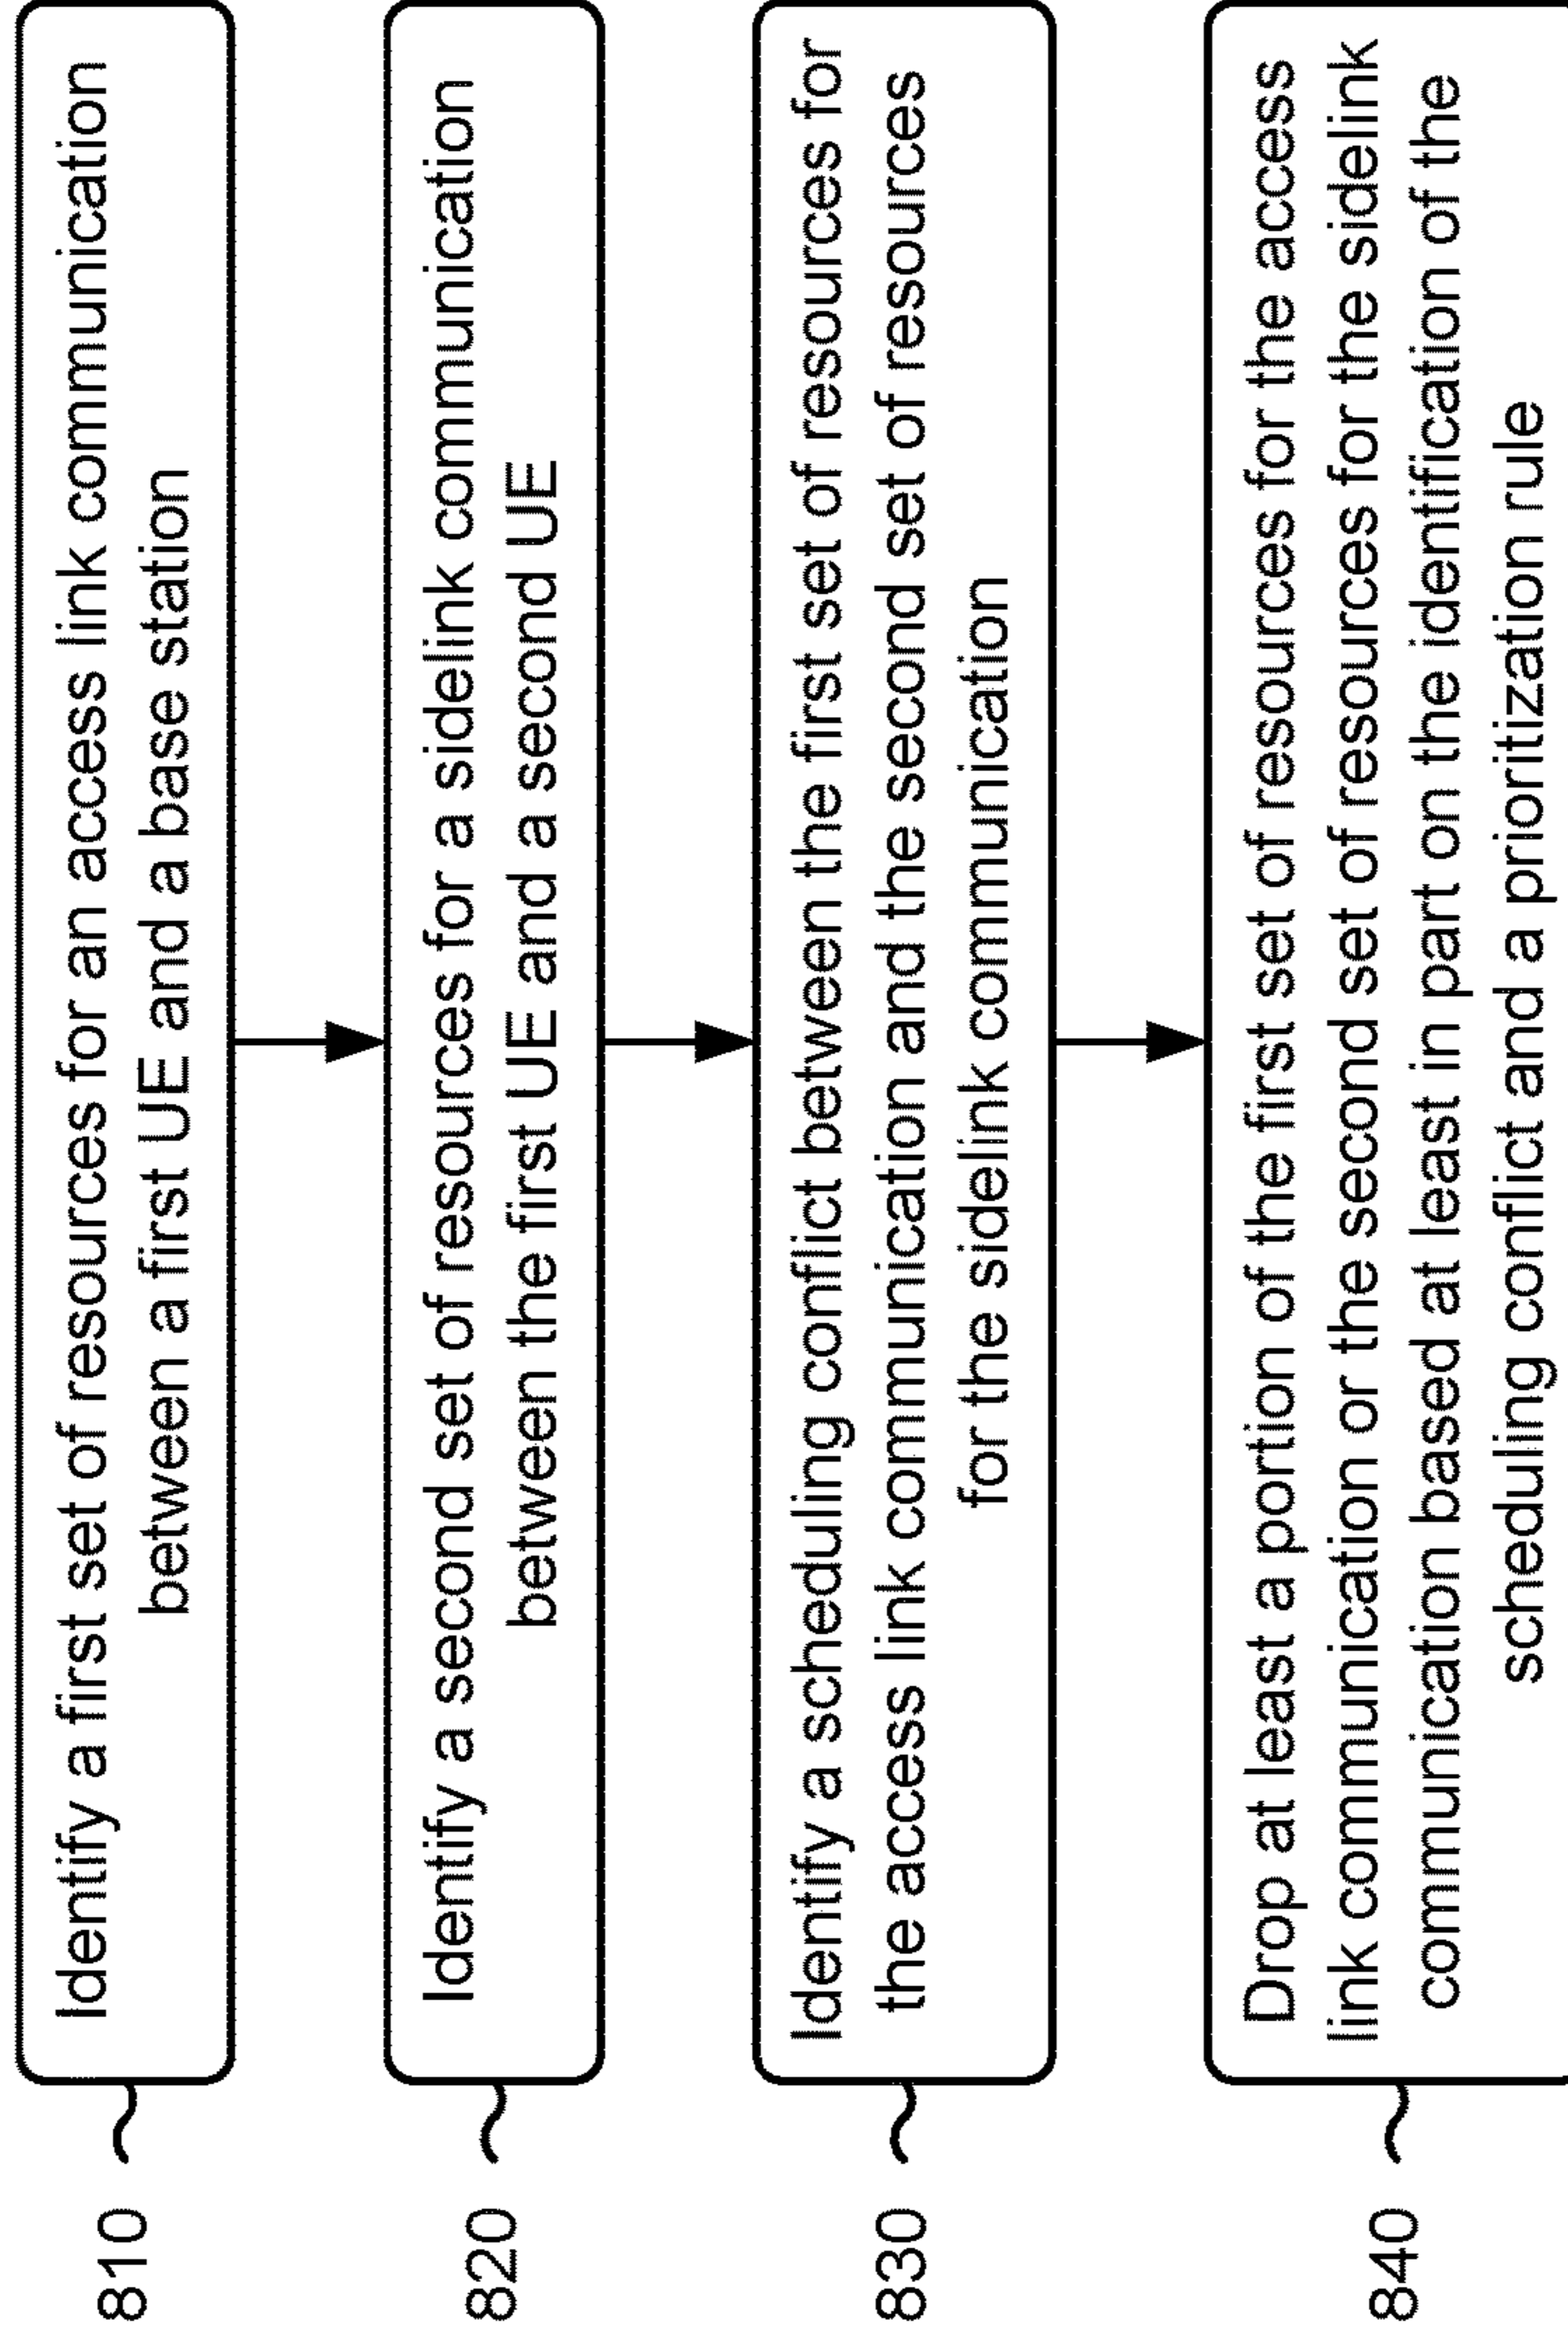 810
Identify a first set of resources for an access link communication
between a first UE and a base station
820
Identify a second set of resources for a sidelink communication
between the first UE and a second UE
830
Identify a scheduling conflict between the first set of resources for
the access link communication and the second set of resources
for the sidelink communication
840
Drop at least a portion of the first set of resources for the access
link communication or the second set of resources for the sidelink
communication based at least in part on the identification of the
scheduling conflict and a prioritization rule